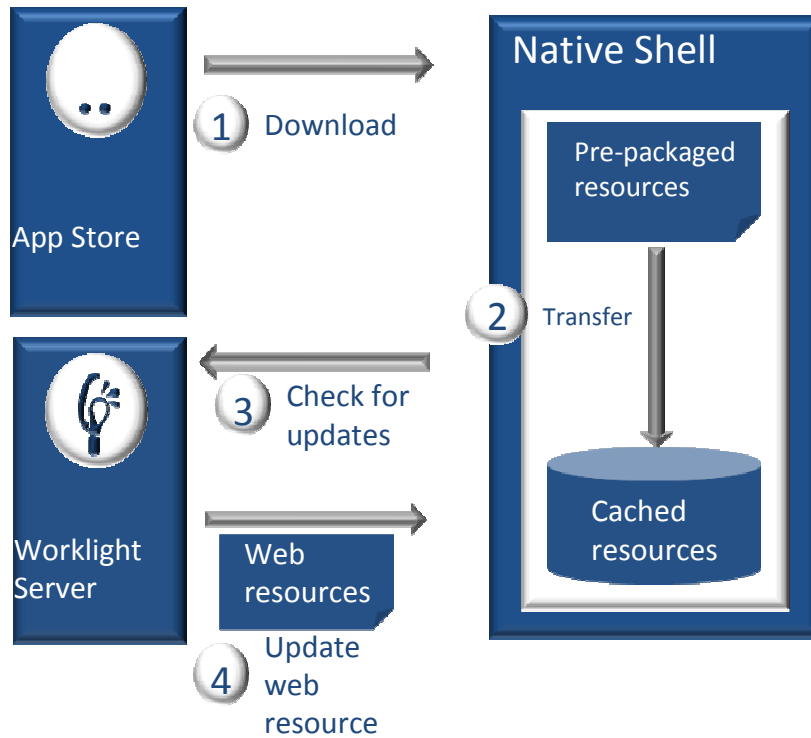 App Store
1
Download
Native Shell
Pre-packaged
resources
2
Transfer
Cached
resources
Worklight
Server
3
Check for
updates
Web
resources
4
Update
web
resource